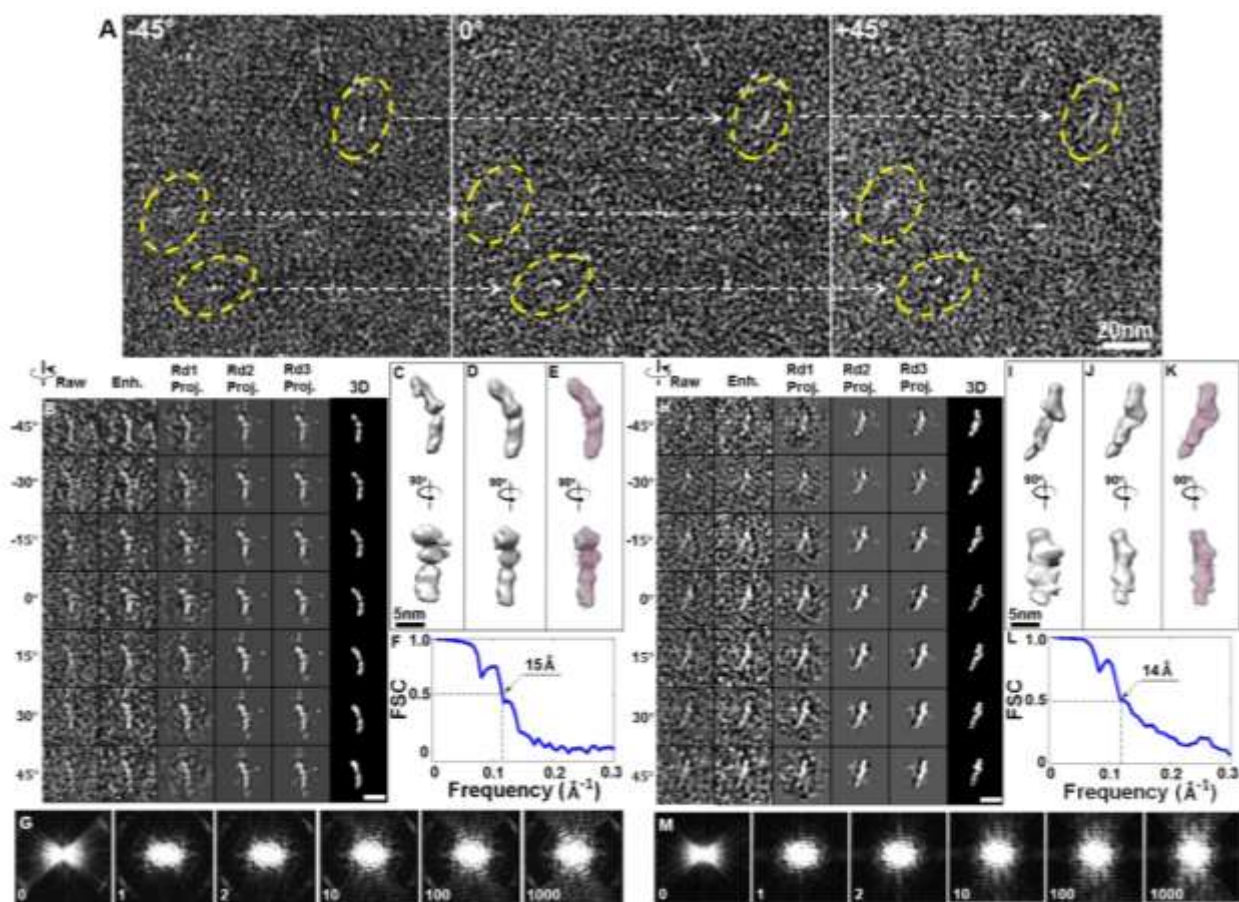 A -45° 0° +45°
20nm
Raw Enh. Rd1 Proj. Rd2 Proj. Rd3 Proj. 3D
B
-45°
-30°
-15°
0°
15°
30°
45°
C D E
90° 90° 90°
5nm
F
1.0
0.5
0
FSC
15Å
0 0.1 0.2 0.3
Frequency (Å⁻¹)
G
0 1 2 10 100 1000
Raw Enh. Rd1 Proj. Rd2 Proj. Rd3 Proj. 3D
H
-45°
-30°
-15°
0°
15°
30°
45°
I J K
90° 90° 90°
5nm
L
1.0
0.5
0
FSC
14Å
0 0.1 0.2 0.3
Frequency (Å⁻¹)
M
0 1 2 10 100 1000